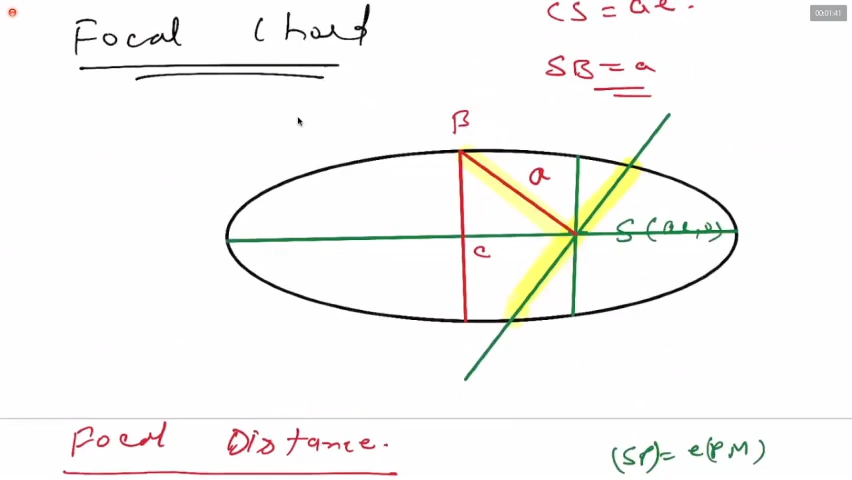 00:01:41
Focal Chord
CS = ae.
SB = a
B
a
C
S (ae, 0)
Focal Distance.
(SP) = e(PM)